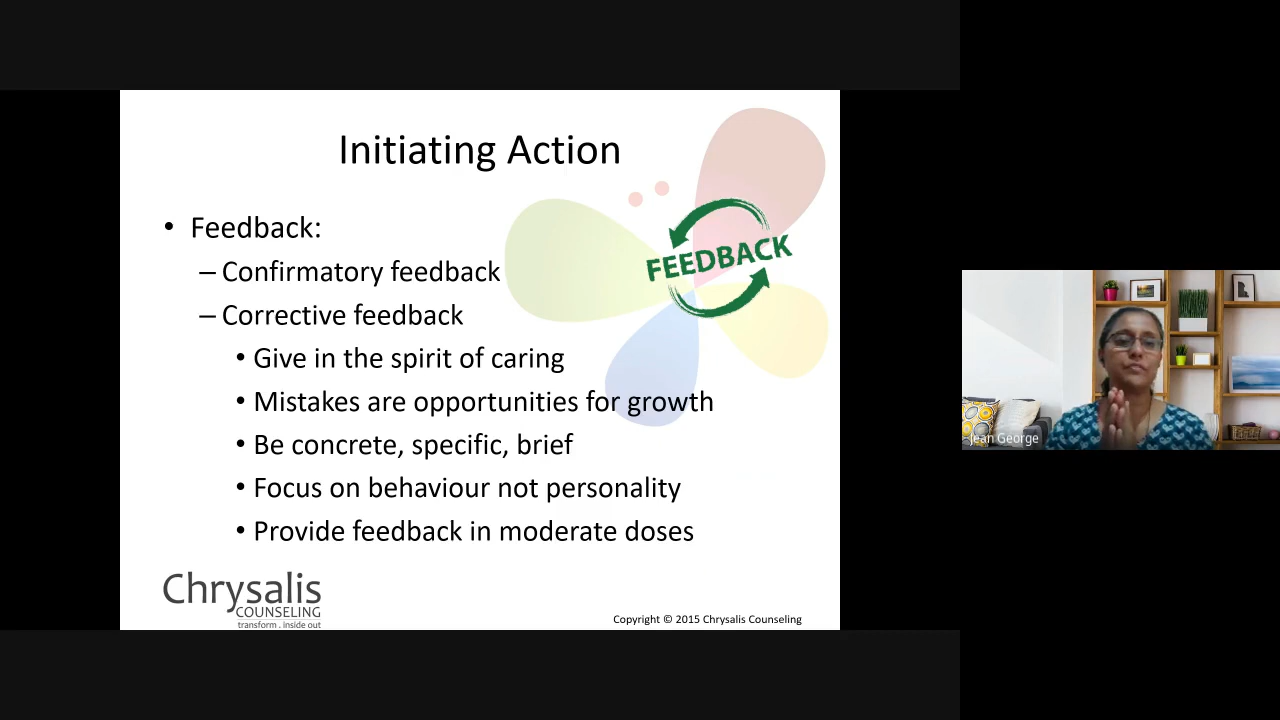 Initiating Action
• Feedback:
– Confirmatory feedback
– Corrective feedback
• Give in the spirit of caring
• Mistakes are opportunities for growth
• Be concrete, specific, brief
• Focus on behaviour not personality
• Provide feedback in moderate doses
FEEDBACK
Chrysalis
COUNSELING
transform . inside out
Copyright © 2015 Chrysalis Counseling
Jean George